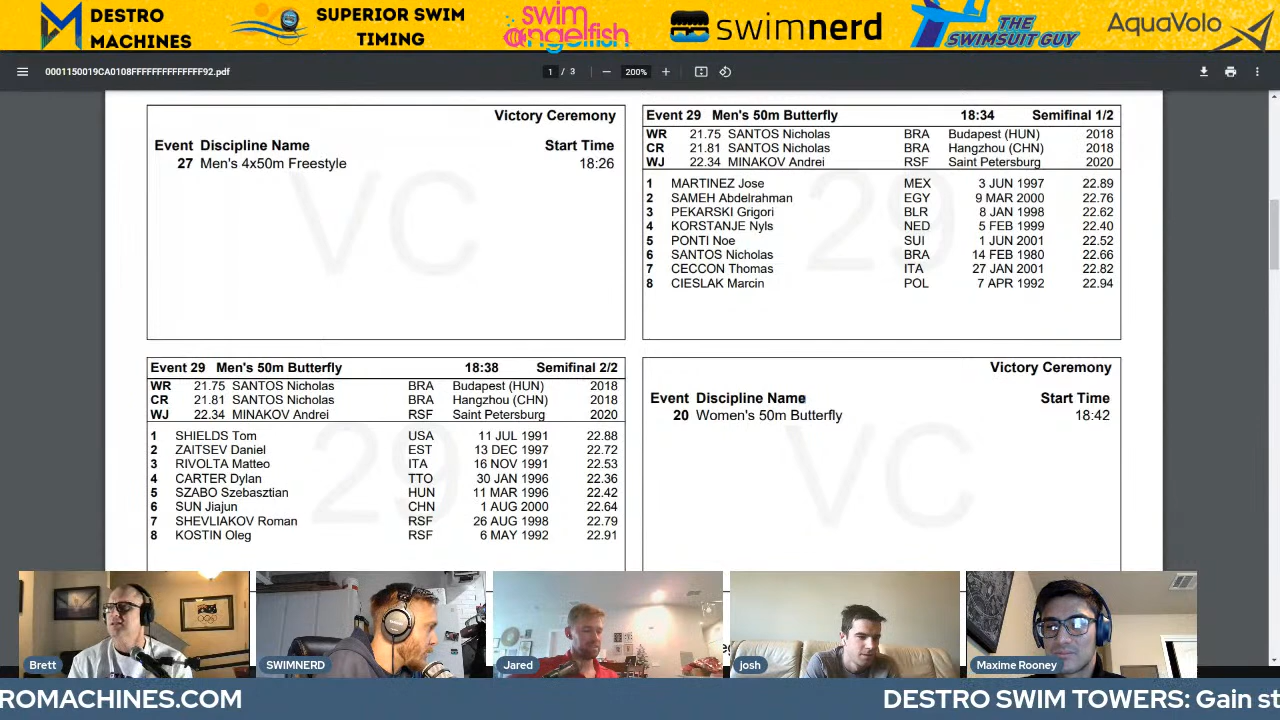 DESTRO
MACHINES
SUPERIOR SWIM
TIMING
swim
angelfish
swimnerd
THE
SWIMSUIT GUY
AquaVolo
0001150019CA0108FFFFFFFFFFFFFF92.pdf
1 / 3 200%
Victory Ceremony
Event Discipline Name Start Time
27 Men's 4x50m Freestyle 18:26
VC
Event 29 Men's 50m Butterfly 18:34 Semifinal 1/2
WR 21.75 SANTOS Nicholas BRA Budapest (HUN) 2018
CR 21.81 SANTOS Nicholas BRA Hangzhou (CHN) 2018
WJ 22.34 MINAKOV Andrei RSF Saint Petersburg 2020
1 MARTINEZ Jose MEX 3 JUN 1997 22.89
2 SAMEH Abdelrahman EGY 9 MAR 2000 22.76
3 PEKARSKI Grigori BLR 8 JAN 1998 22.62
4 KORSTANJE Nyls NED 5 FEB 1999 22.40
5 PONTI Noe SUI 1 JUN 2001 22.52
6 SANTOS Nicholas BRA 14 FEB 1980 22.66
7 CECCON Thomas ITA 27 JAN 2001 22.82
8 CIESLAK Marcin POL 7 APR 1992 22.94
29
Event 29 Men's 50m Butterfly 18:38 Semifinal 2/2
WR 21.75 SANTOS Nicholas BRA Budapest (HUN) 2018
CR 21.81 SANTOS Nicholas BRA Hangzhou (CHN) 2018
WJ 22.34 MINAKOV Andrei RSF Saint Petersburg 2020
1 SHIELDS Tom USA 11 JUL 1991 22.88
2 ZAITSEV Daniel EST 13 DEC 1997 22.72
3 RIVOLTA Matteo ITA 16 NOV 1991 22.53
4 CARTER Dylan TTO 30 JAN 1996 22.36
5 SZABO Szebasztian HUN 11 MAR 1996 22.42
6 SUN Jiajun CHN 1 AUG 2000 22.64
7 SHEVLIAKOV Roman RSF 26 AUG 1998 22.79
8 KOSTIN Oleg RSF 6 MAY 1992 22.91
29
Victory Ceremony
Event Discipline Name Start Time
20 Women's 50m Butterfly 18:42
VC
Brett
SWIMNERD
Jared
josh
Maxime Rooney
ROMACHINES.COM DESTRO SWIM TOWERS: Gain st